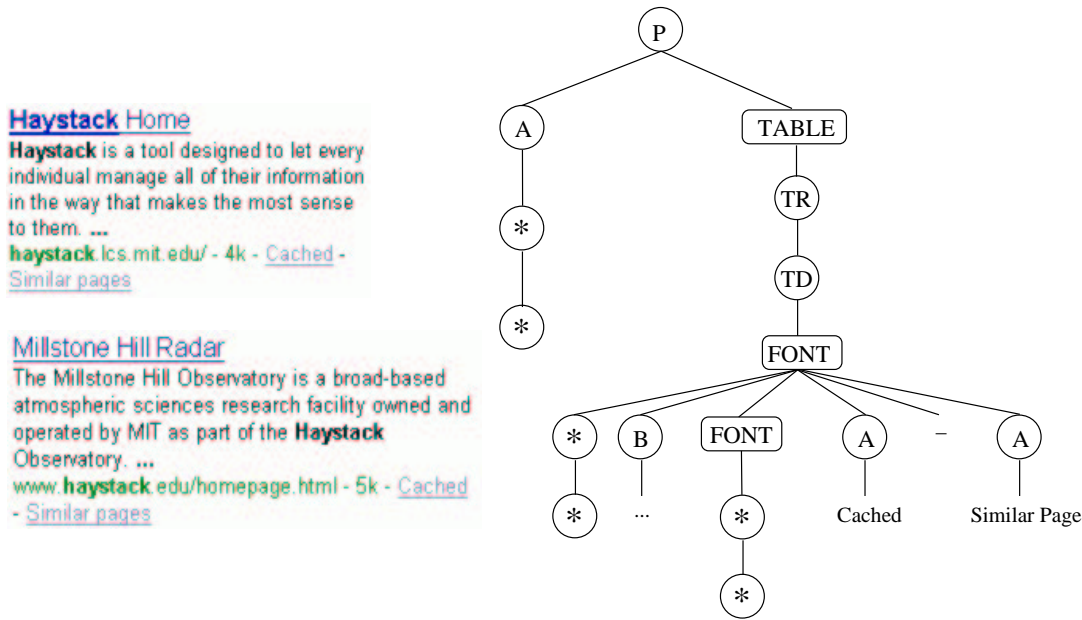 Haystack Home
Haystack is a tool designed to let every
individual manage all of their information
in the way that makes the most sense
to them. ...
haystack.lcs.mit.edu/ - 4k - Cached -
Similar pages
Millstone Hill Radar
The Millstone Hill Observatory is a broad-based
atmospheric sciences research facility owned and
operated by MIT as part of the Haystack
Observatory. ...
www.haystack.edu/homepage.html - 5k - Cached
- Similar pages
P
A TABLE
TR
*
TD
*
FONT
* B FONT A – A
* ... * Cached Similar Page
*